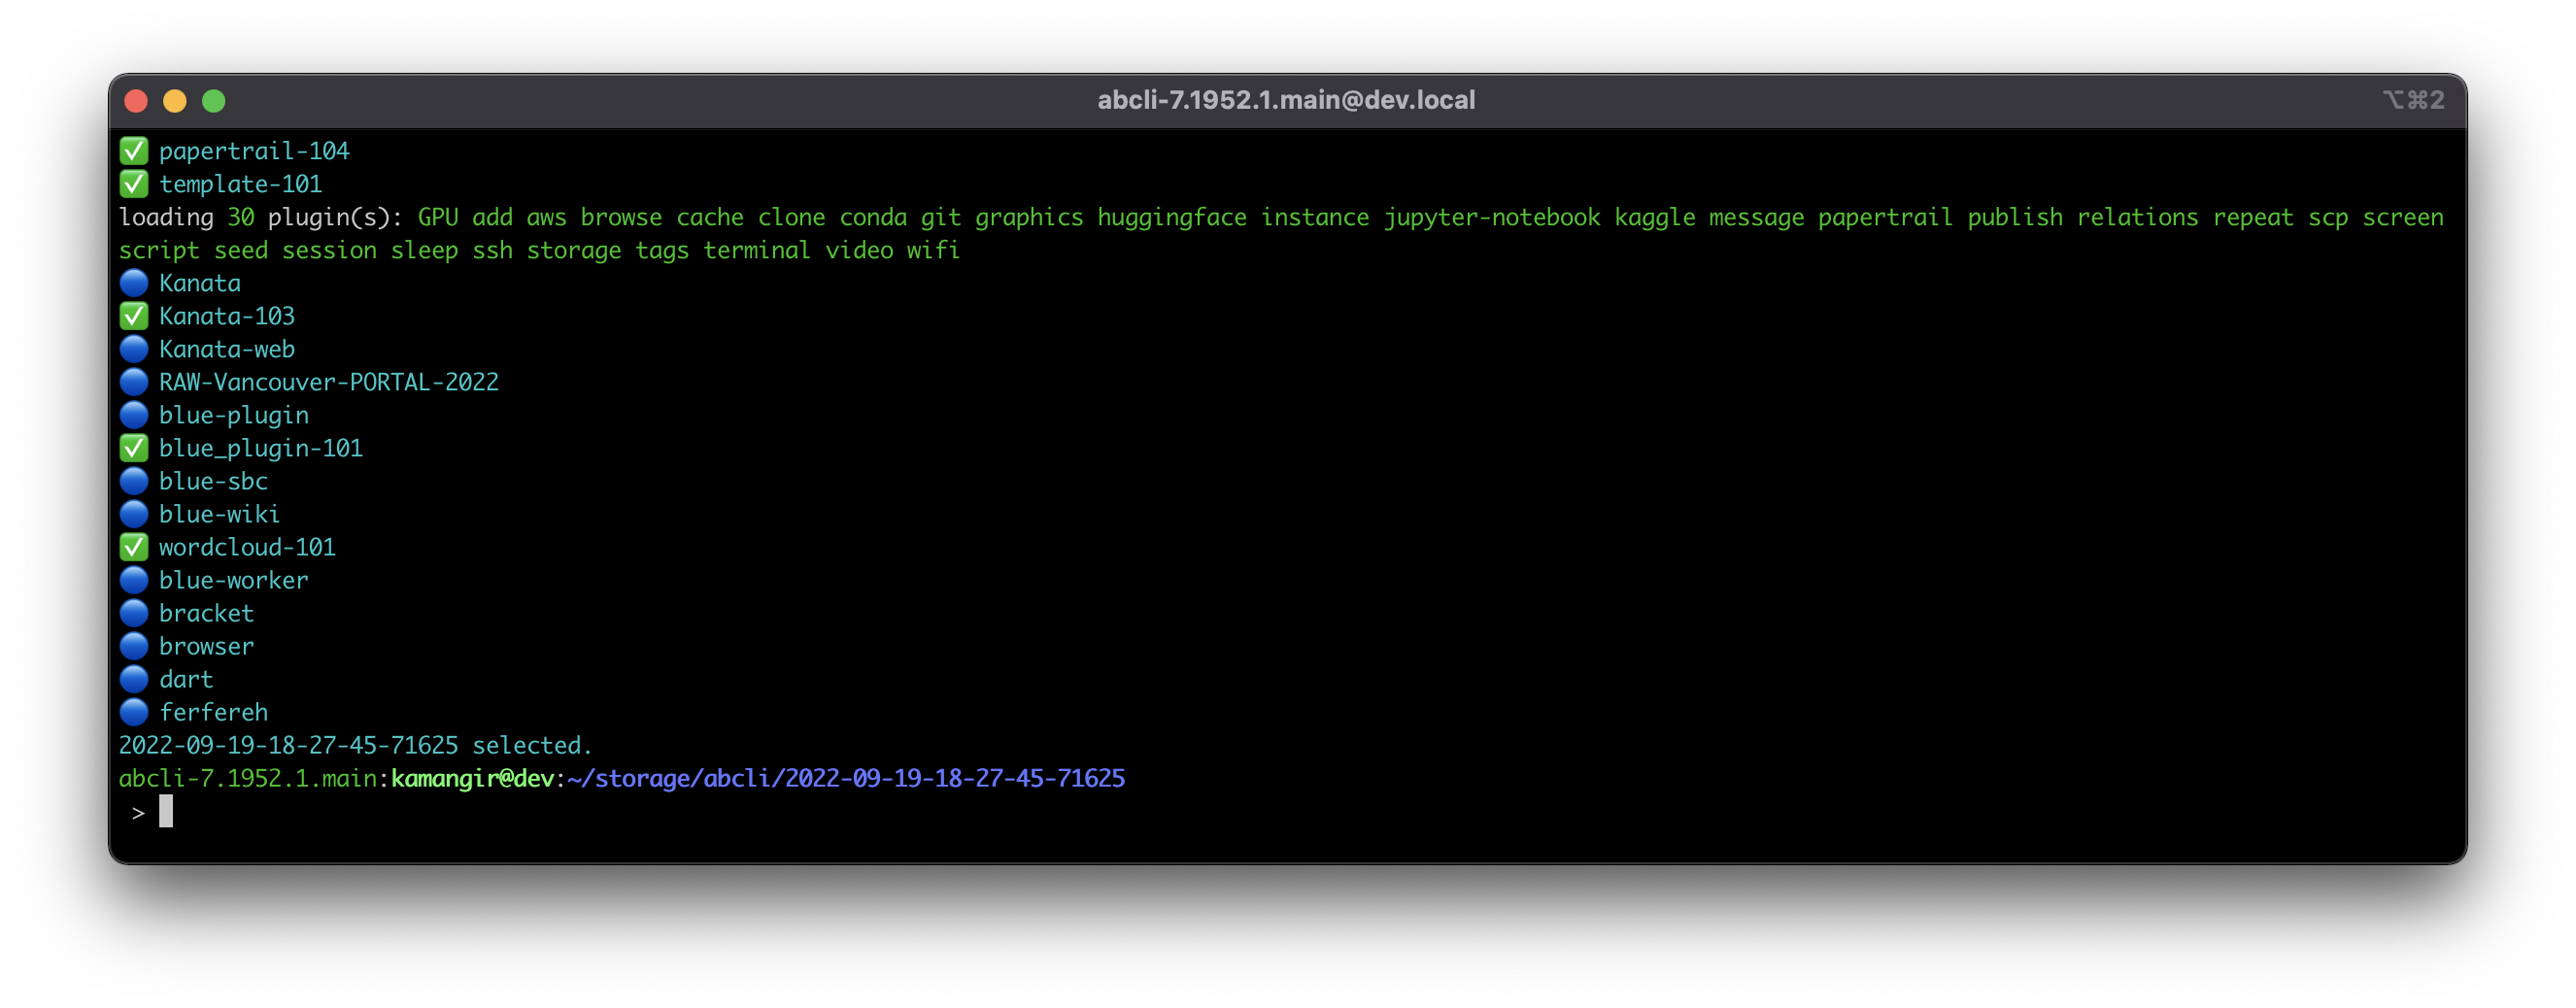 abcli-7.1952.1.main@dev.local
⌥⌘2
✅ papertrail-104
✅ template-101
loading 30 plugin(s): GPU add aws browse cache clone conda git graphics huggingface instance jupyter-notebook kaggle message papertrail publish relations repeat scp screen
script seed session sleep ssh storage tags terminal video wifi
🔵 Kanata
✅ Kanata-103
🔵 Kanata-web
🔵 RAW-Vancouver-PORTAL-2022
🔵 blue-plugin
✅ blue_plugin-101
🔵 blue-sbc
🔵 blue-wiki
✅ wordcloud-101
🔵 blue-worker
🔵 bracket
🔵 browser
🔵 dart
🔵 ferfereh
2022-09-19-18-27-45-71625 selected.
abcli-7.1952.1.main:kamangir@dev:~/storage/abcli/2022-09-19-18-27-45-71625
 >